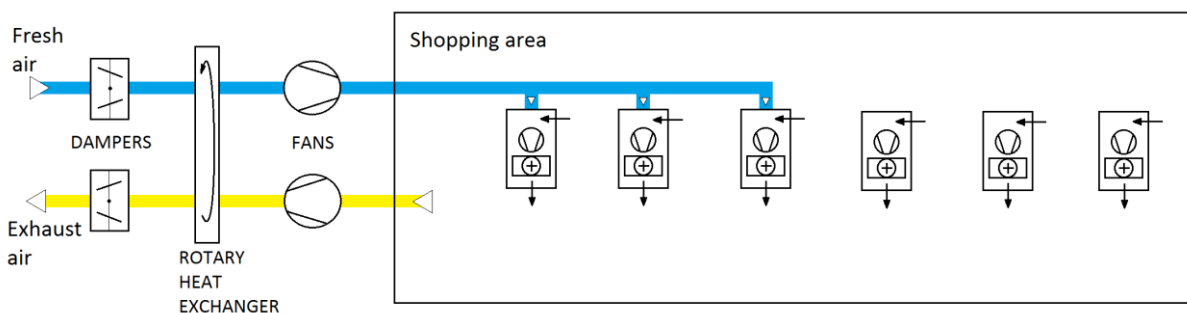 Fresh
air
Shopping area
DAMPERS
FANS
Exhaust
air
ROTARY
HEAT
EXCHANGER